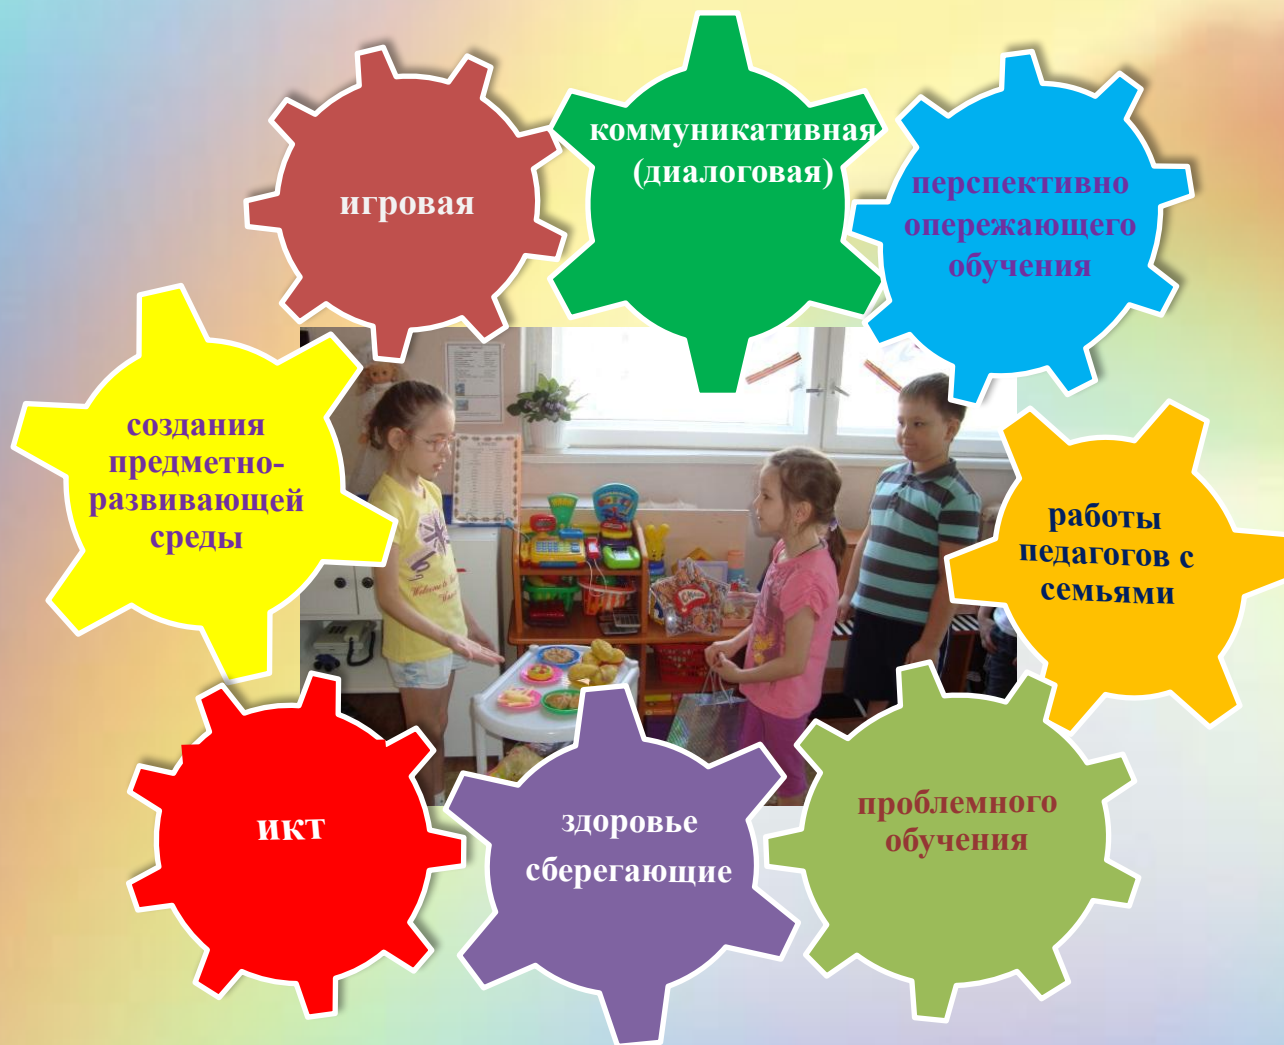 игровая
коммуникативная
(диалоговая)
перспективно
опережающего
обучения
создания
предметно-
развивающей
среды
работы
педагогов с
семьями
икт
здоровье
сберегающие
проблемного
обучения